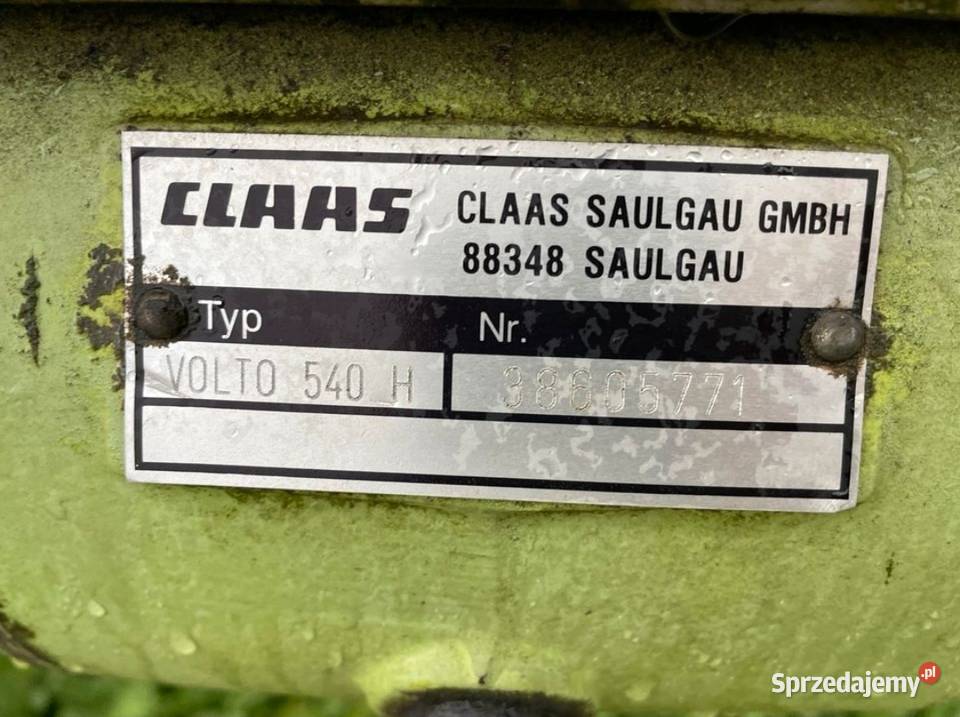 CLAAS
CLAAS SAULGAU GMBH
88348 SAULGAU
Typ
Nr.
VOLTO 540 H
38605771
Sprzedajemy.pl